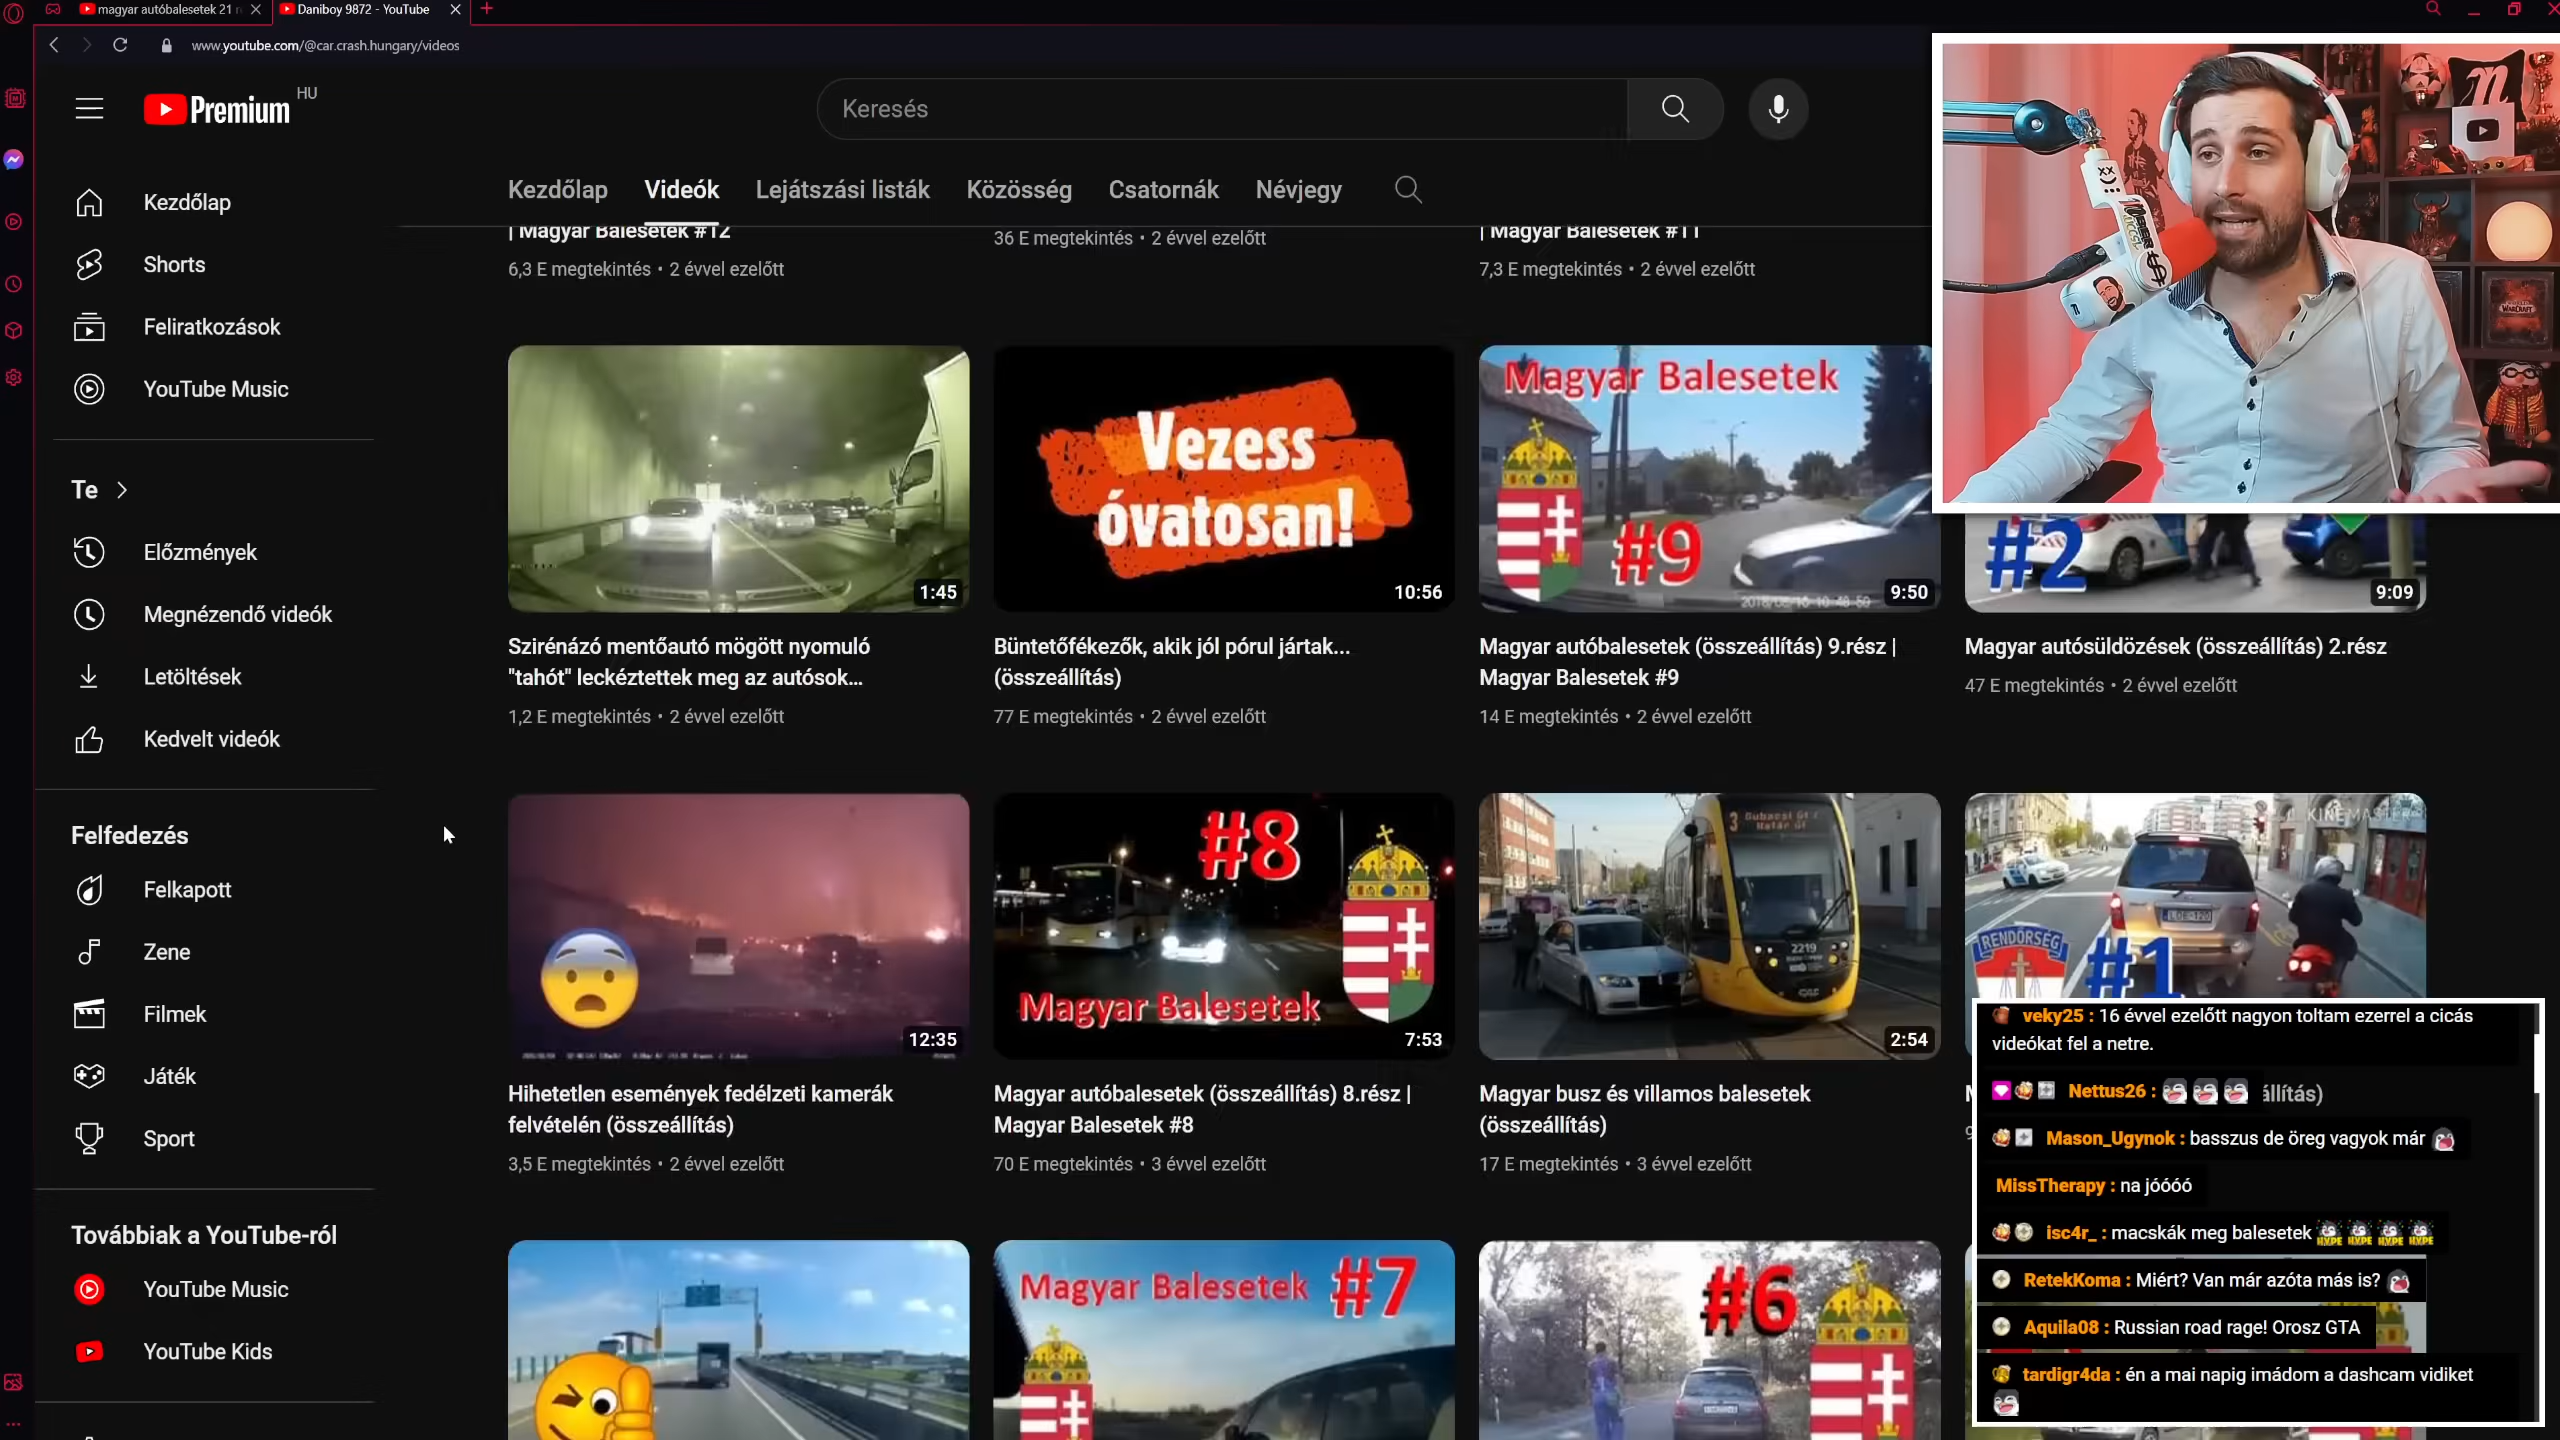 magyar autóbalesetek 21
Daniboy 9872 - YouTube
www.youtube.com/@car.crash.hungary/videos
Premium HU
Keresés
Kezdőlap
Shorts
Feliratkozások
YouTube Music
Te
Előzmények
Megnézendő videók
Letöltések
Kedvelt videók
Felfedezés
Felkapott
Zene
Filmek
Játék
Sport
Továbbiak a YouTube-ról
YouTube Music
YouTube Kids
Kezdőlap Videók Lejátszási listák Közösség Csatornák Névjegy
| Magyar Balesetek #12
6,3 E megtekintés • 2 évvel ezelőtt
36 E megtekintés • 2 évvel ezelőtt
| Magyar Balesetek #11
7,3 E megtekintés • 2 évvel ezelőtt
1:45
Szirénázó mentőautó mögött nyomuló
"tahót" leckéztettek meg az autósok...
1,2 E megtekintés • 2 évvel ezelőtt
Vezess
óvatosan!
10:56
Büntetőfékezők, akik jól pórul jártak...
(összeállítás)
77 E megtekintés • 2 évvel ezelőtt
Magyar Balesetek
#9
9:50
Magyar autóbalesetek (összeállítás) 9.rész |
Magyar Balesetek #9
14 E megtekintés • 2 évvel ezelőtt
#2
9:09
Magyar autósüldözések (összeállítás) 2.rész
47 E megtekintés • 2 évvel ezelőtt
12:35
Hihetetlen események fedélzeti kamerák
felvételén (összeállítás)
3,5 E megtekintés • 2 évvel ezelőtt
#8
Magyar Balesetek
7:53
Magyar autóbalesetek (összeállítás) 8.rész |
Magyar Balesetek #8
70 E megtekintés • 3 évvel ezelőtt
2219
2:54
Magyar busz és villamos balesetek
(összeállítás)
17 E megtekintés • 3 évvel ezelőtt
KINEMASTER
RENDŐRSÉG
#1
Magyar Balesetek #7
#6
veky25 : 16 évvel ezelőtt nagyon toltam ezerrel a cicás
videókat fel a netre.
Nettus26 :
állítás)
Mason_Ugynok : basszus de öreg vagyok már
MissTherapy : na jóóóó
isc4r_ : macskák meg balesetek
RetekKoma : Miért? Van már azóta más is?
Aquila08 : Russian road rage! Orosz GTA
tardigr4da : én a mai napig imádom a dashcam vidiket